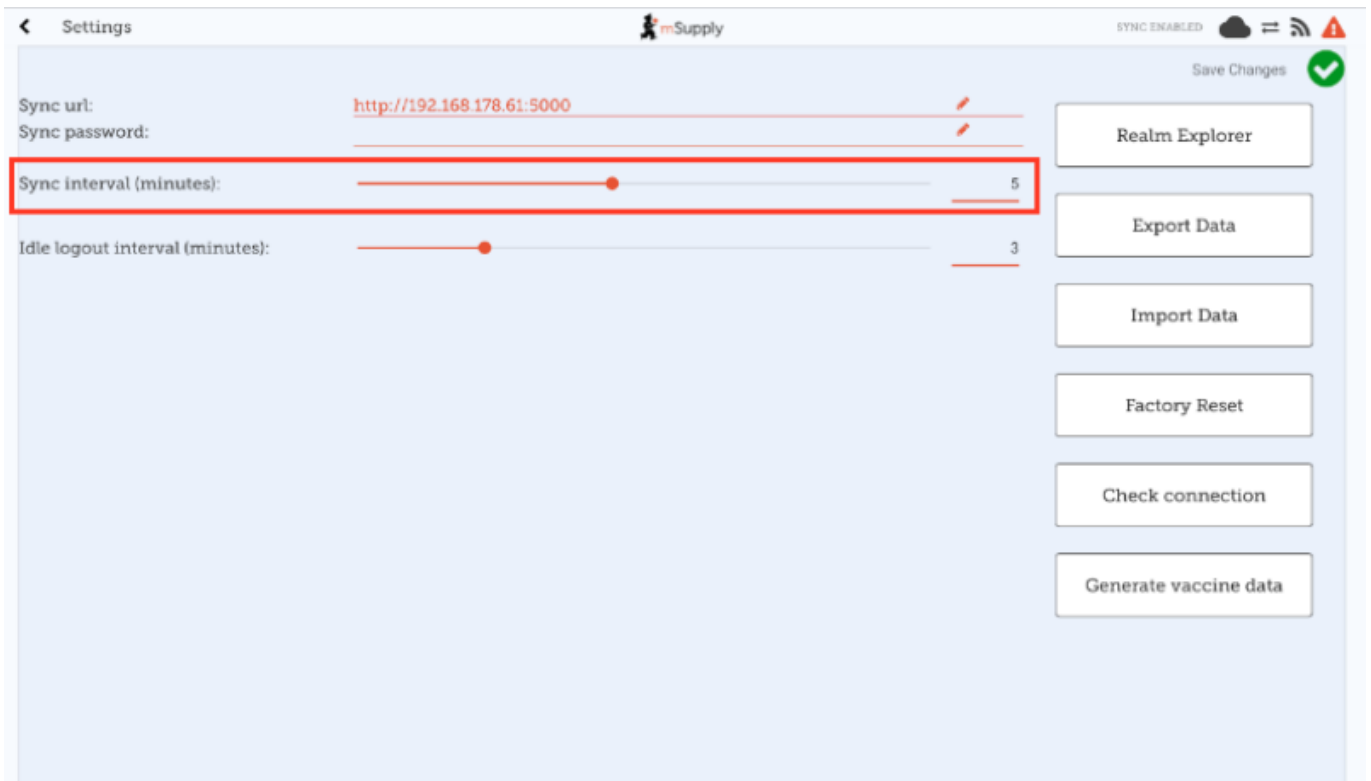 Settings
mSupply
SYNC ENABLED
Save Changes
Sync url: http://192.168.178.61:5000
Sync password:
Sync interval (minutes): 5
Idle logout interval (minutes): 3
Realm Explorer
Export Data
Import Data
Factory Reset
Check connection
Generate vaccine data